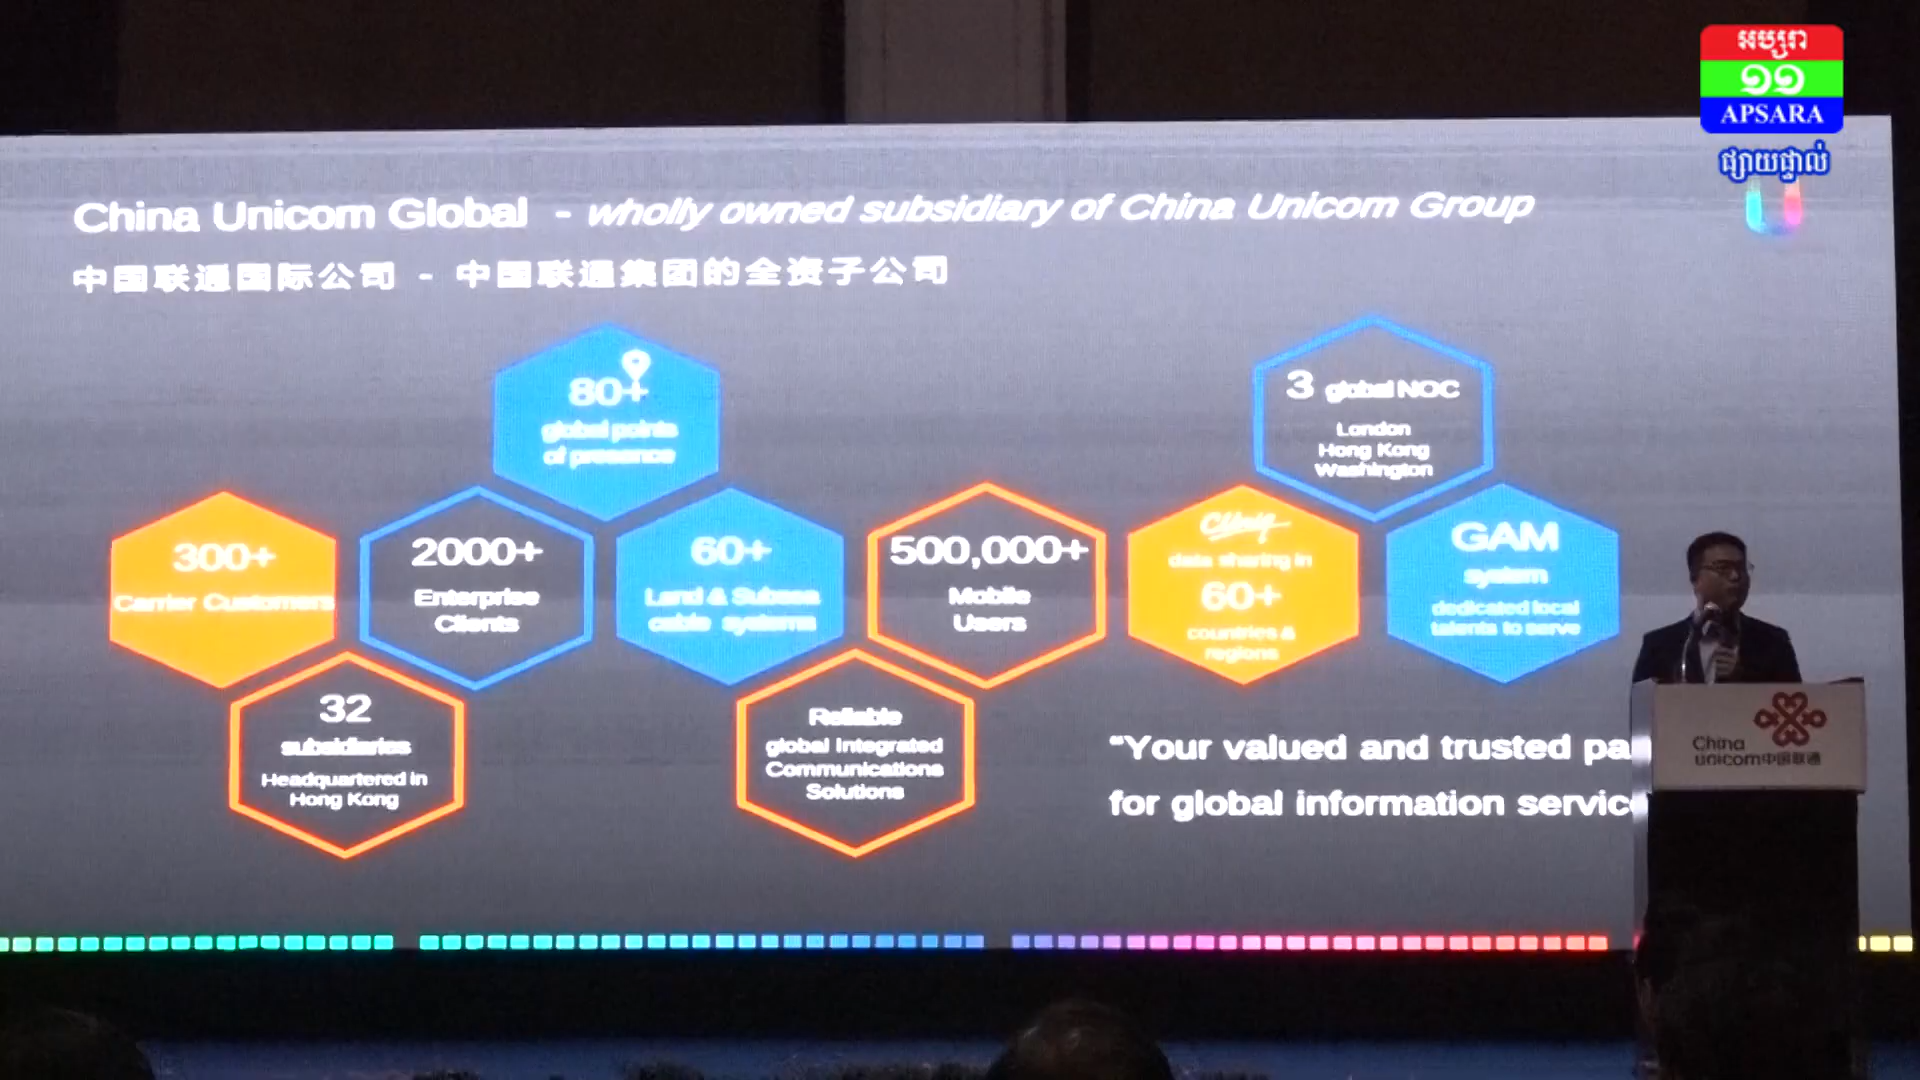 អប្សរា
១១
APSARA
ផ្សាយផ្ទាល់
China Unicom Global - wholly owned subsidiary of China Unicom Group
中国联通国际公司 - 中国联通集团的全资子公司
80+
global points
of presence
3 global NOC
London
Hong Kong
Washington
300+
Carrier Customers
2000+
Enterprise
Clients
60+
Land & Subsea
cable systems
500,000+
Mobile
Users
CUniq
data sharing in
60+
countries &
regions
GAM
system
dedicated local
talents to serve
32
subsidiaries
Headquartered in
Hong Kong
Reliable
global Integrated
Communications
Solutions
“Your valued and trusted pa
for global information servic
China
unicom中国联通